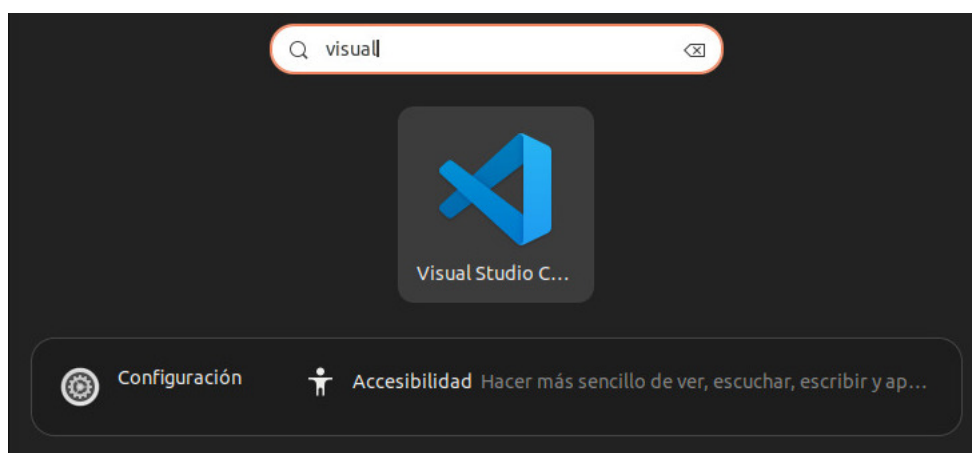 visual
Visual Studio C...
Configuración
Accesibilidad Hacer más sencillo de ver, escuchar, escribir y ap...